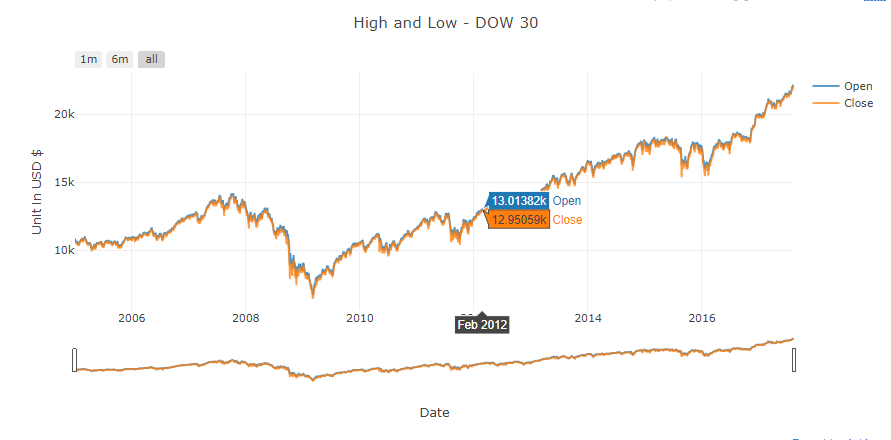 High and Low - DOW 30
1m 6m all
Open
Close
20k
15k
10k
Unit In USD $
13.01382k Open
12.95059k Close
2006 2008 2010 2014 2016
Feb 2012
Date